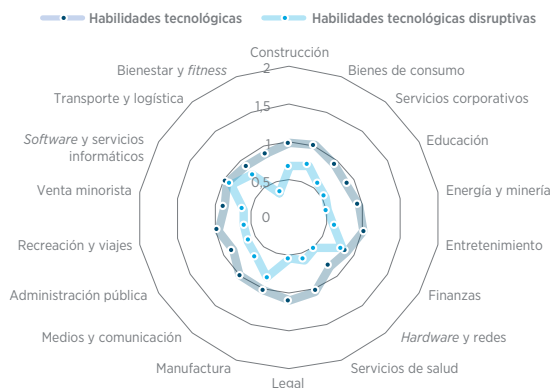 Habilidades tecnológicas
Habilidades tecnológicas disruptivas
Construcción
Bienes de consumo
Servicios corporativos
Educación
Energía y minería
Entretenimiento
Finanzas
Hardware y redes
Servicios de salud
Legal
Manufactura
Medios y comunicación
Administración pública
Recreación y viajes
Venta minorista
Software y servicios
informáticos
Transporte y logística
Bienestar y fitness
2
1,5
1
0,5
0